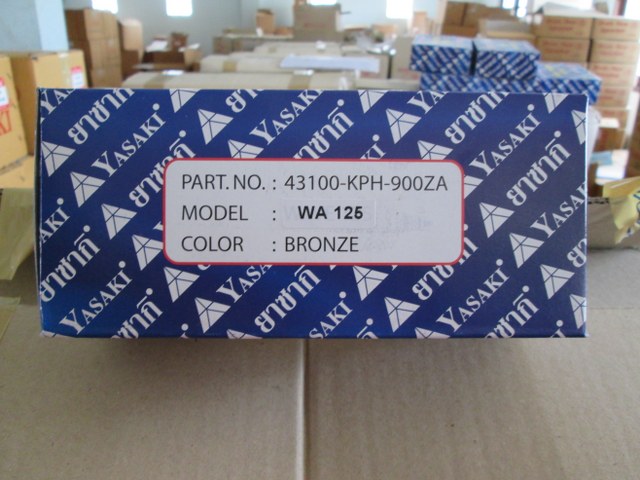 ยาซากิ YASAKI
PART. NO. : 43100-KPH-900ZA
MODEL : WA 125
COLOR : BRONZE